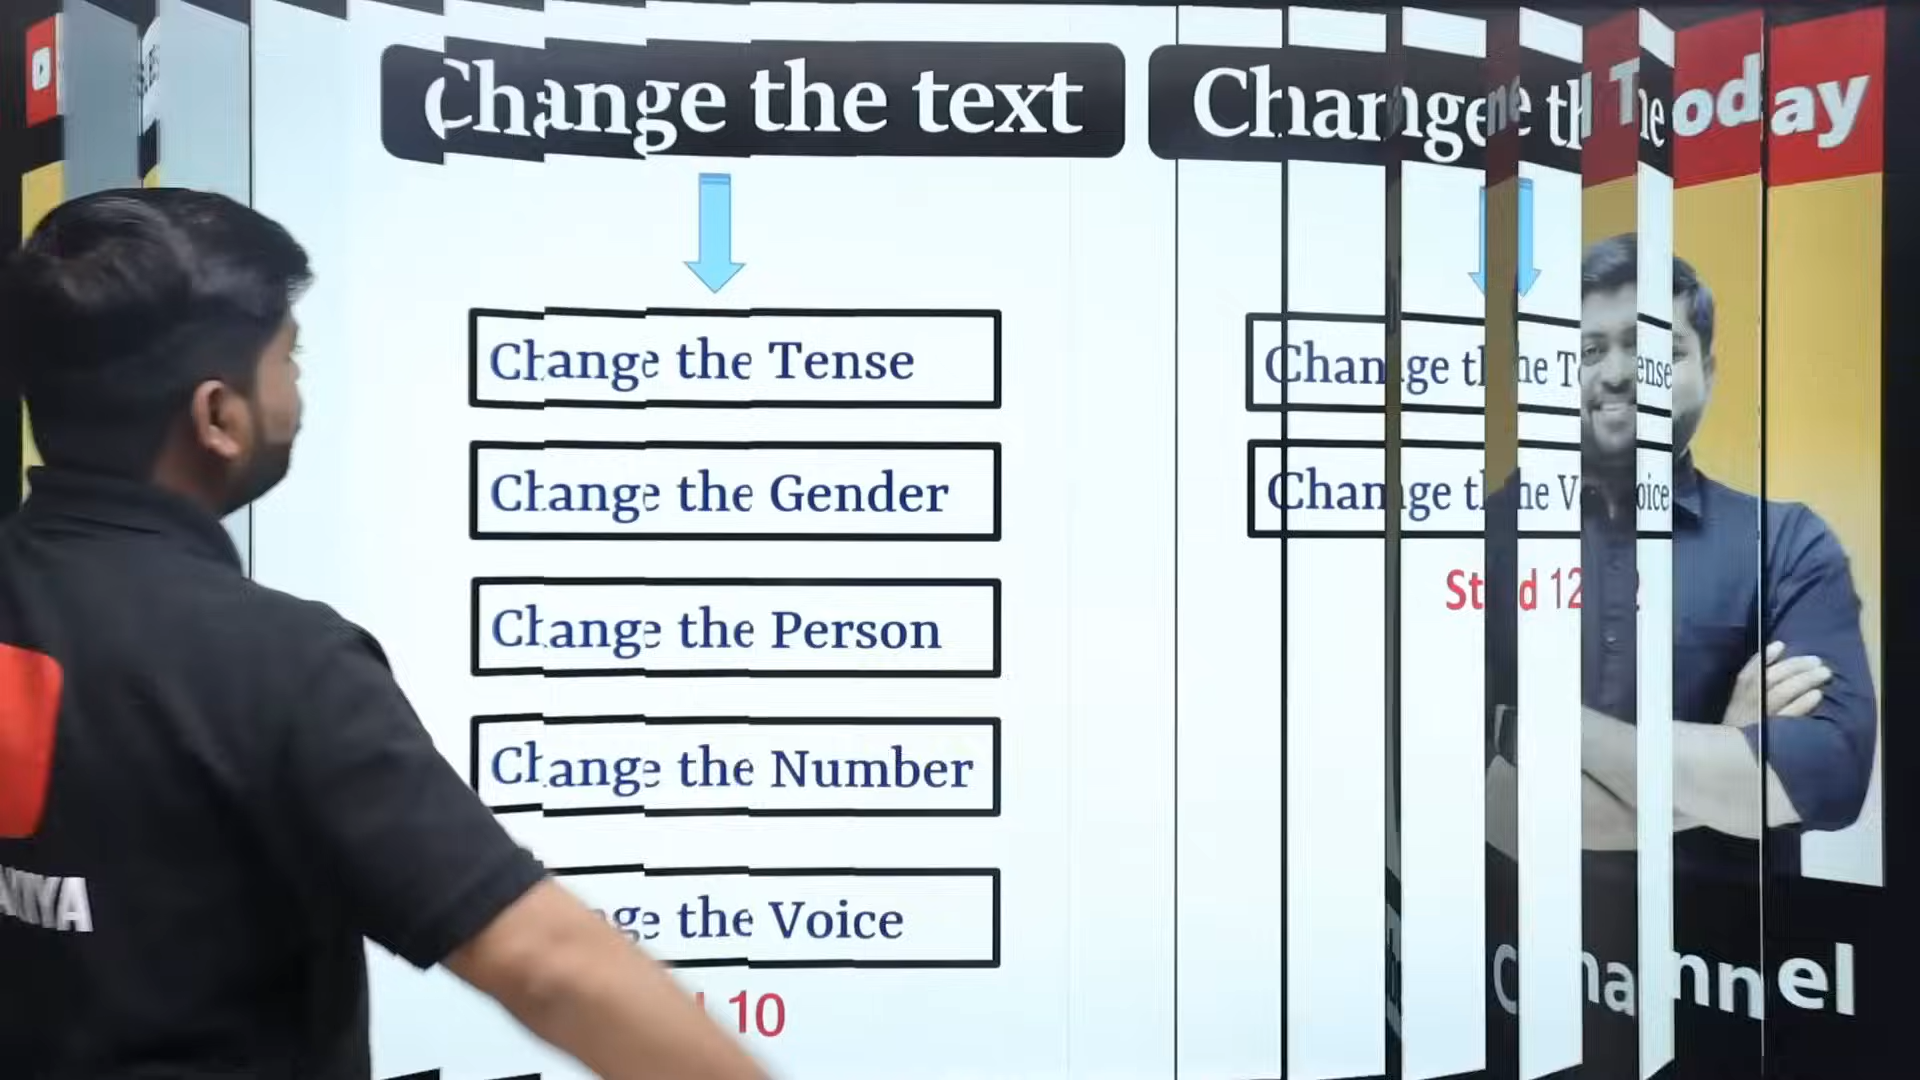 Change the text
Change the Tense
Change the Gender
Change the Person
Change the Number
the Voice
10
Change the
Change the Tense
Change the Voice
Std 12
Today
Channel